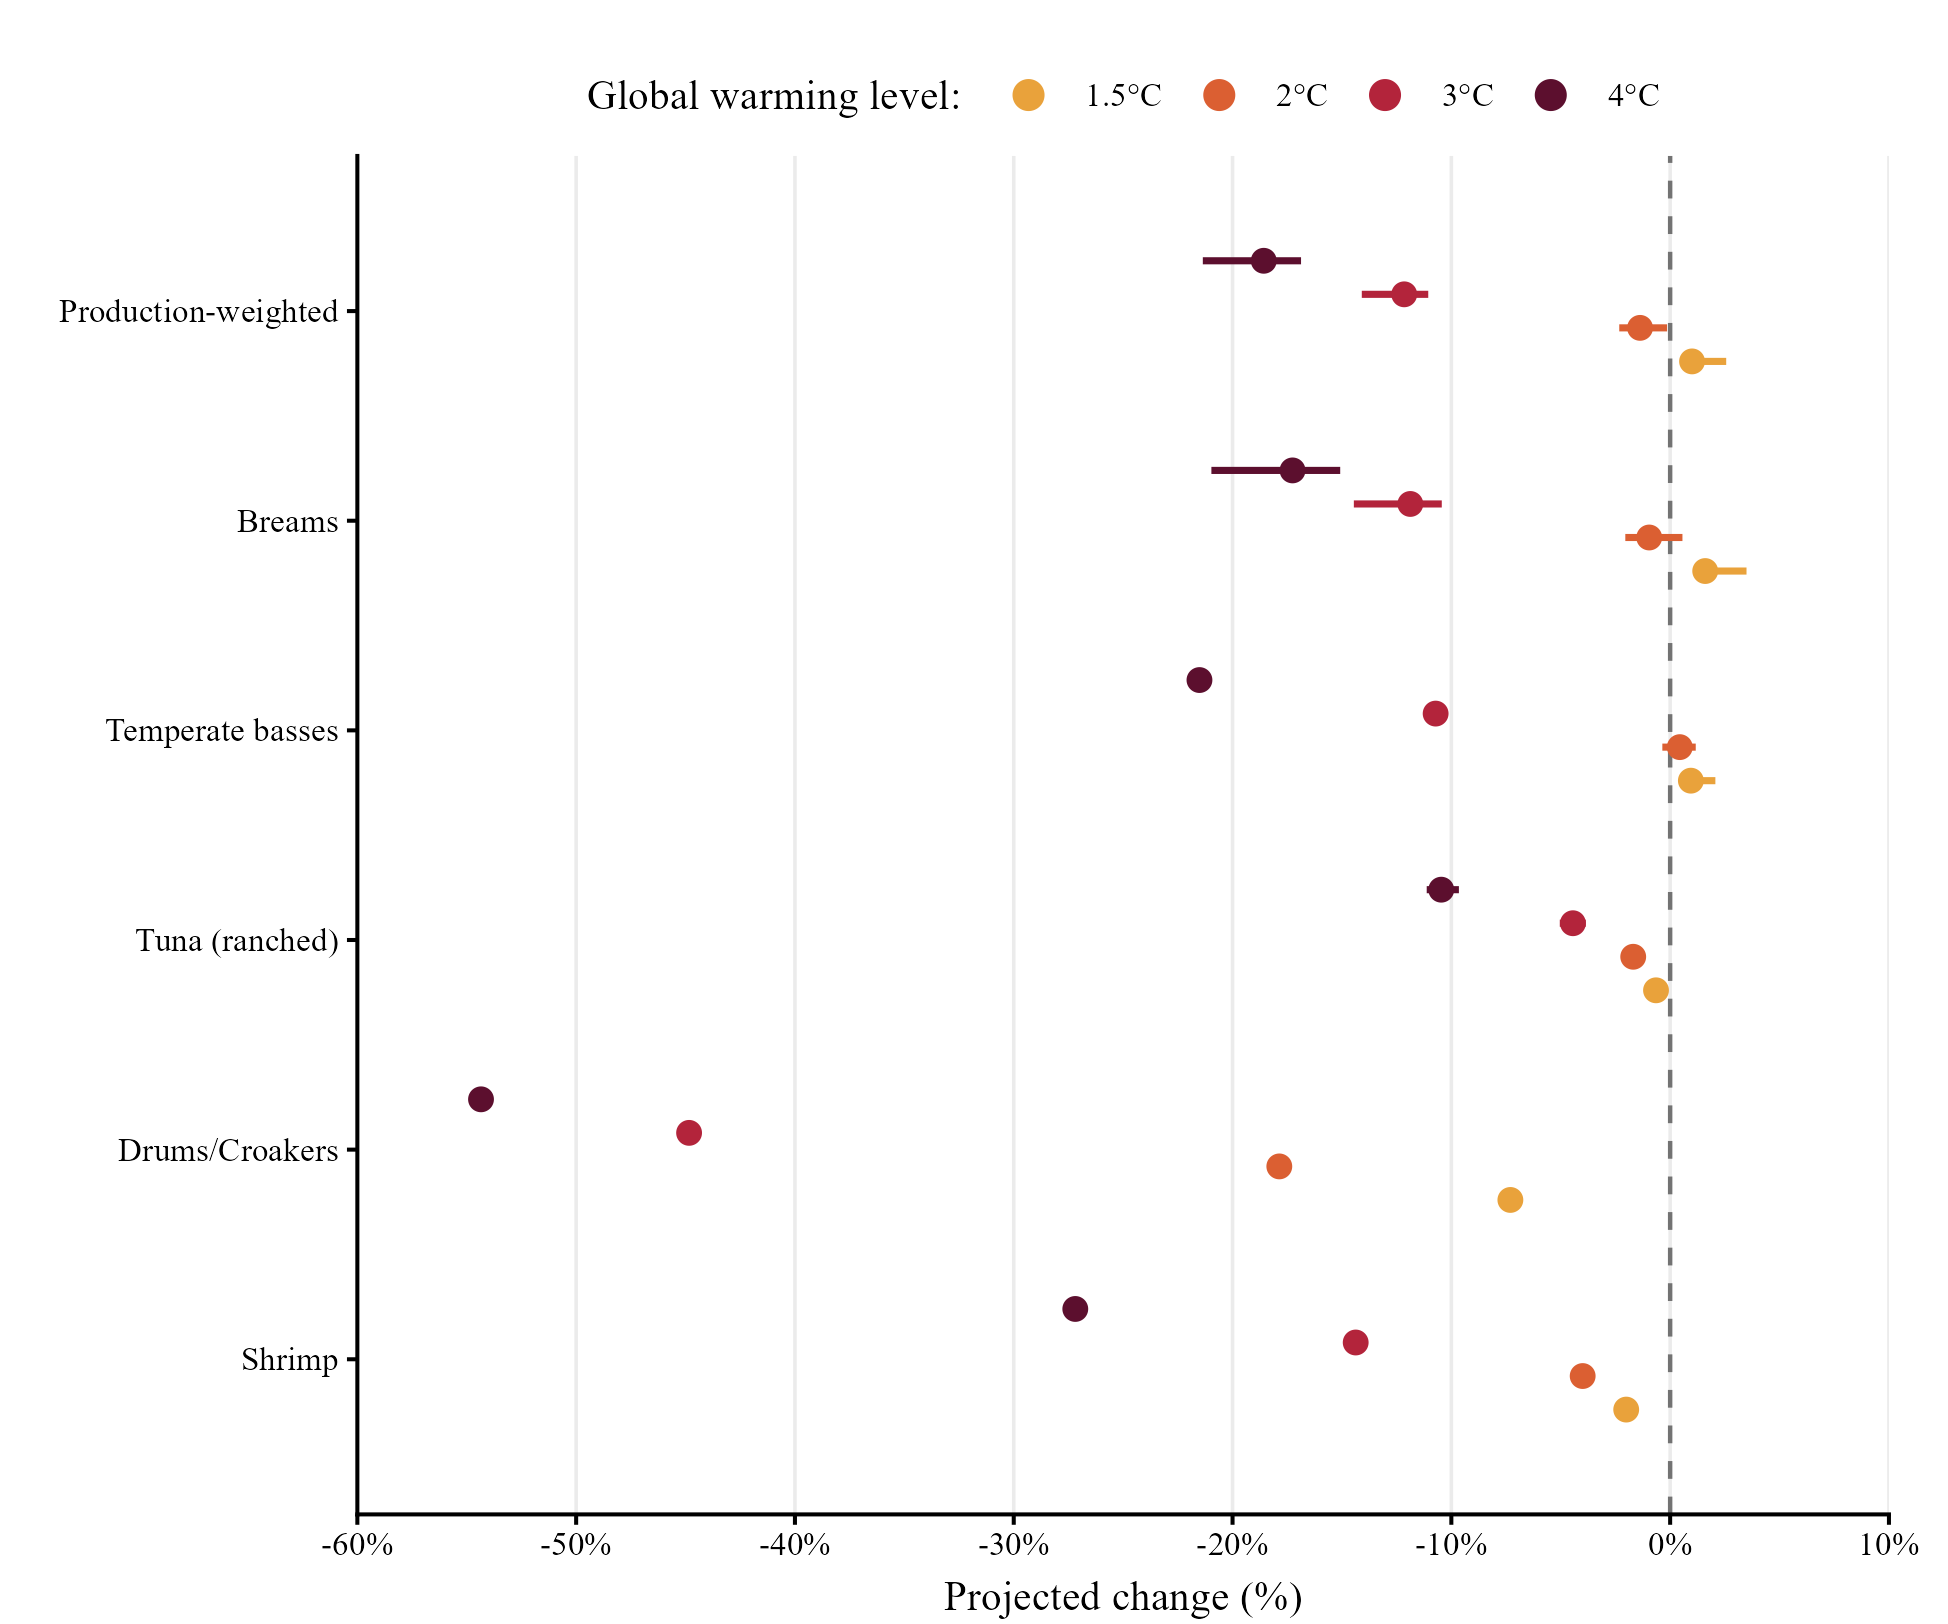 Global warming level: 1.5°C 2°C 3°C 4°C
Production-weighted
Breams
Temperate basses
Tuna (ranched)
Drums/Croakers
Shrimp
-60% -50% -40% -30% -20% -10% 0% 10%
Projected change (%)